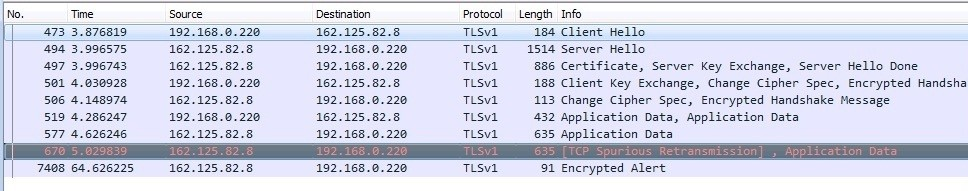 No. Time Source Destination Protocol Length Info
473 3.876819 192.168.0.220 162.125.82.8 TLSv1 184 Client Hello
494 3.996575 162.125.82.8 192.168.0.220 TLSv1 1514 Server Hello
497 3.996743 162.125.82.8 192.168.0.220 TLSv1 886 Certificate, Server Key Exchange, Server Hello Done
501 4.030928 192.168.0.220 162.125.82.8 TLSv1 188 Client Key Exchange, Change Cipher Spec, Encrypted Handsha
506 4.148974 162.125.82.8 192.168.0.220 TLSv1 113 Change Cipher Spec, Encrypted Handshake Message
519 4.286247 192.168.0.220 162.125.82.8 TLSv1 432 Application Data, Application Data
577 4.626246 162.125.82.8 192.168.0.220 TLSv1 635 Application Data
670 5.029839 162.125.82.8 192.168.0.220 TLSv1 635 [TCP Spurious Retransmission] , Application Data
7408 64.626225 162.125.82.8 192.168.0.220 TLSv1 91 Encrypted Alert